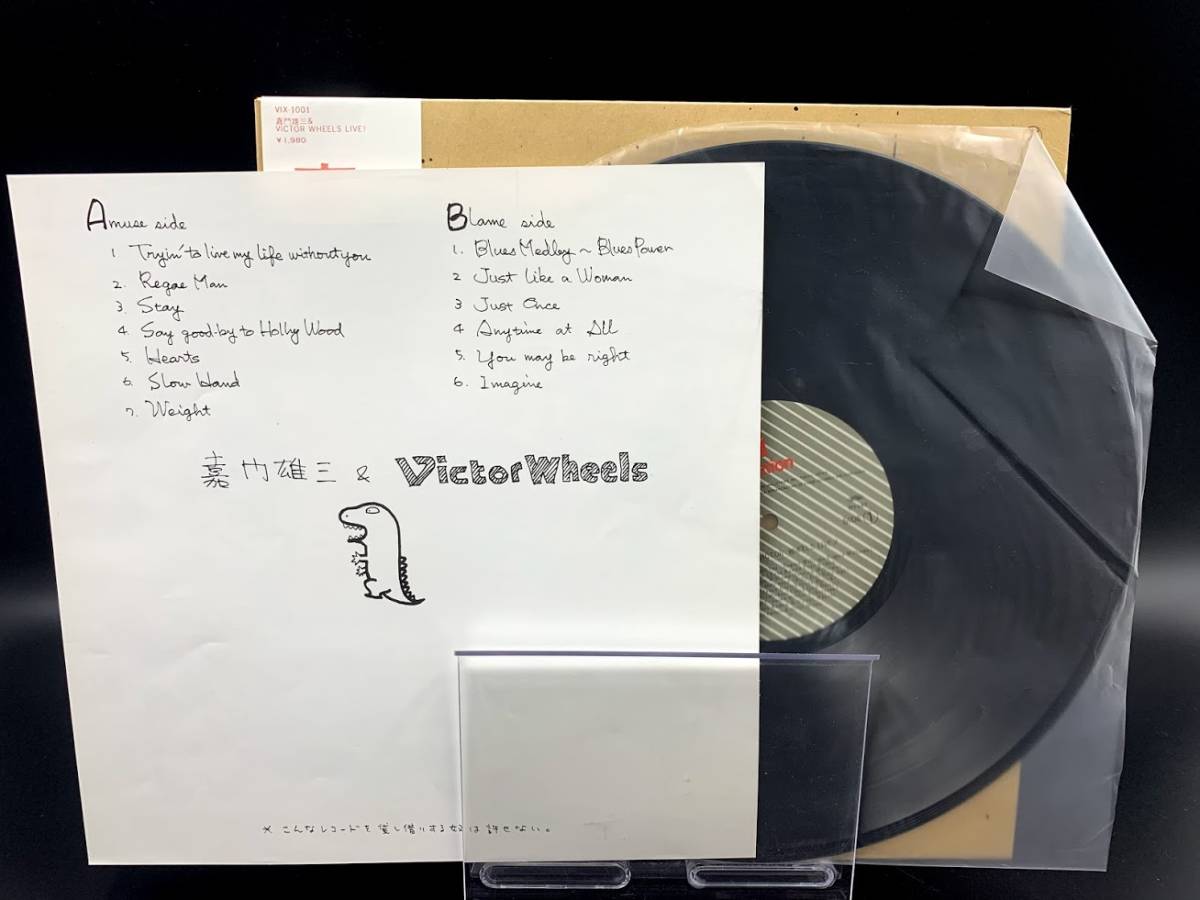 VIX-1001
嘉門雄三&
VICTOR WHEELS LIVE!
¥1,980
Amuse side
1. Tryin' to live my life without you
2. Regae Man
3. Stay
4. Say good-by to Holly Wood
5. Hearts
6. Slow Hand
7. Weight
Blame side
1. Blues Medley ~ Blues Power
2 Just Like a Woman
3 Just Once
4 Anytime at All
5. You may be right
6. Imagine
嘉門雄三 & Victor Wheels
* こんなレコードを貸し借りする奴は許せない。